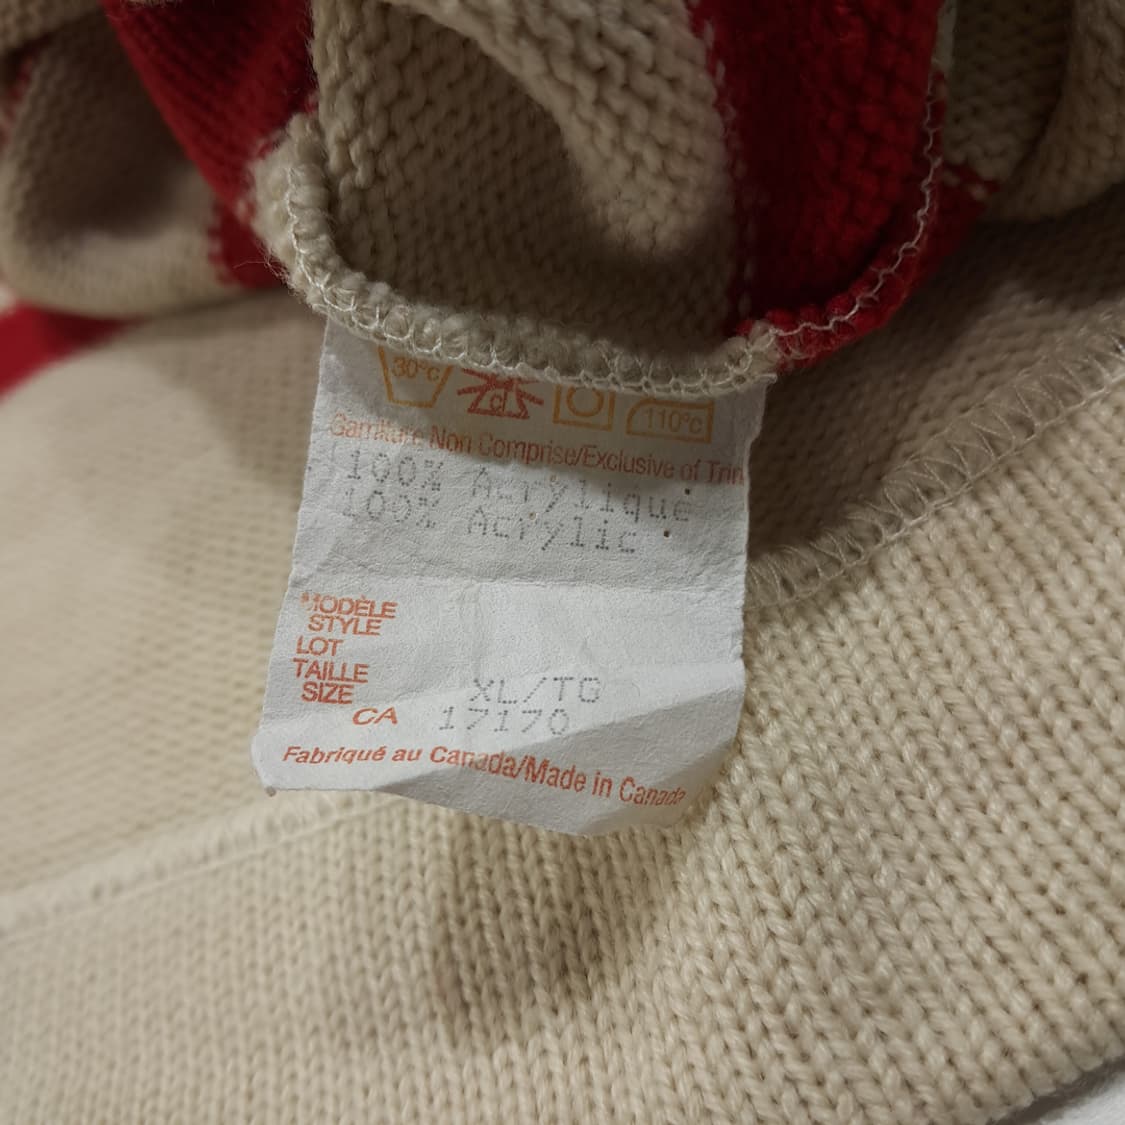 30°c cl 110°c
Garniture Non Comprise/Exclusive of Trim
100% Acrylique
100% Acrylic
MODÈLE
STYLE
LOT
TAILLE
SIZE XL/TG
CA 17170
Fabriqué au Canada/Made in Canada